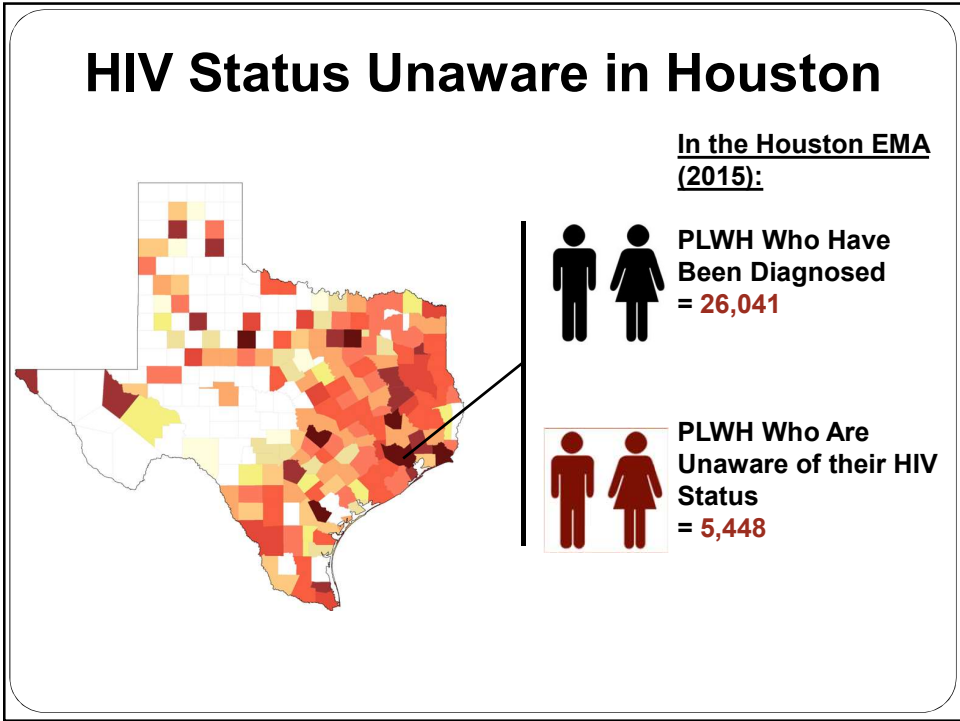 HIV Status Unaware in Houston
In the Houston EMA
(2015):
PLWH Who Have
Been Diagnosed
= 26,041
PLWH Who Are
Unaware of their HIV
Status
= 5,448